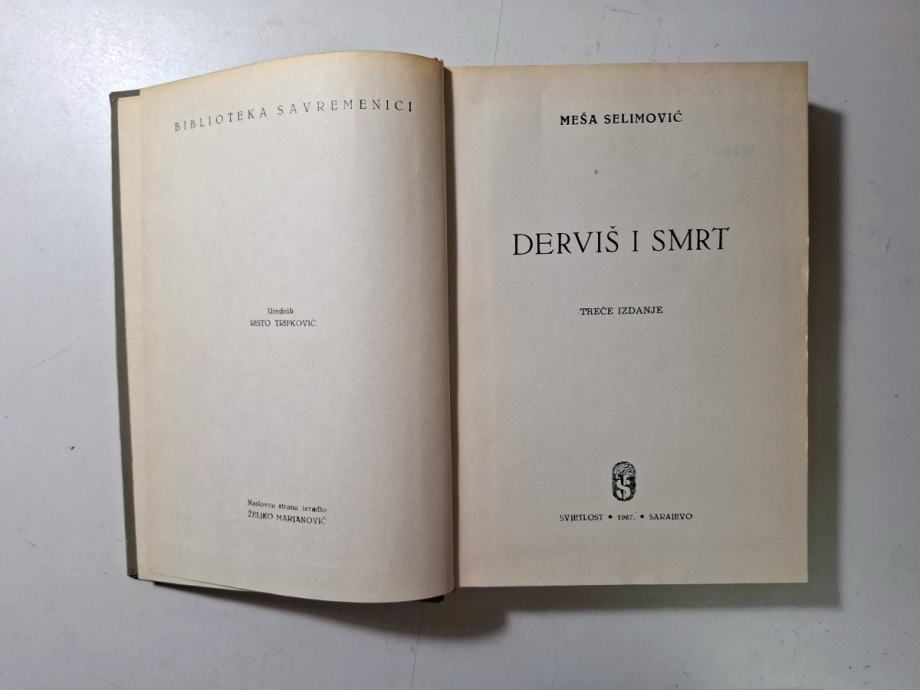 BIBLIOTEKA SAVREMENICI
Urednik
RISTO TRIFKOVIĆ
Naslovnu stranu izradio
ŽELJKO MARJANOVIĆ
MEŠA SELIMOVIĆ
DERVIŠ I SMRT
TREĆE IZDANJE
SVJETLOST • 1967. • SARAJEVO